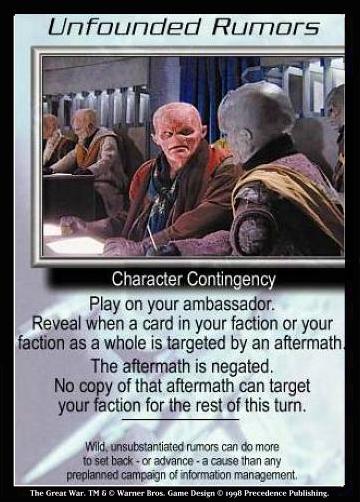 Unfounded Rumors
Character Contingency
Play on your ambassador.
Reveal when a card in your faction or your
faction as a whole is targeted by an aftermath.
The aftermath is negated.
No copy of that aftermath can target
your faction for the rest of this turn.
Wild, unsubstantiated rumors can do more
to set back - or advance - a cause than any
preplanned campaign of information management.
The Great War. TM & © Warner Bros. Game Design © 1998 Precedence Publishing.